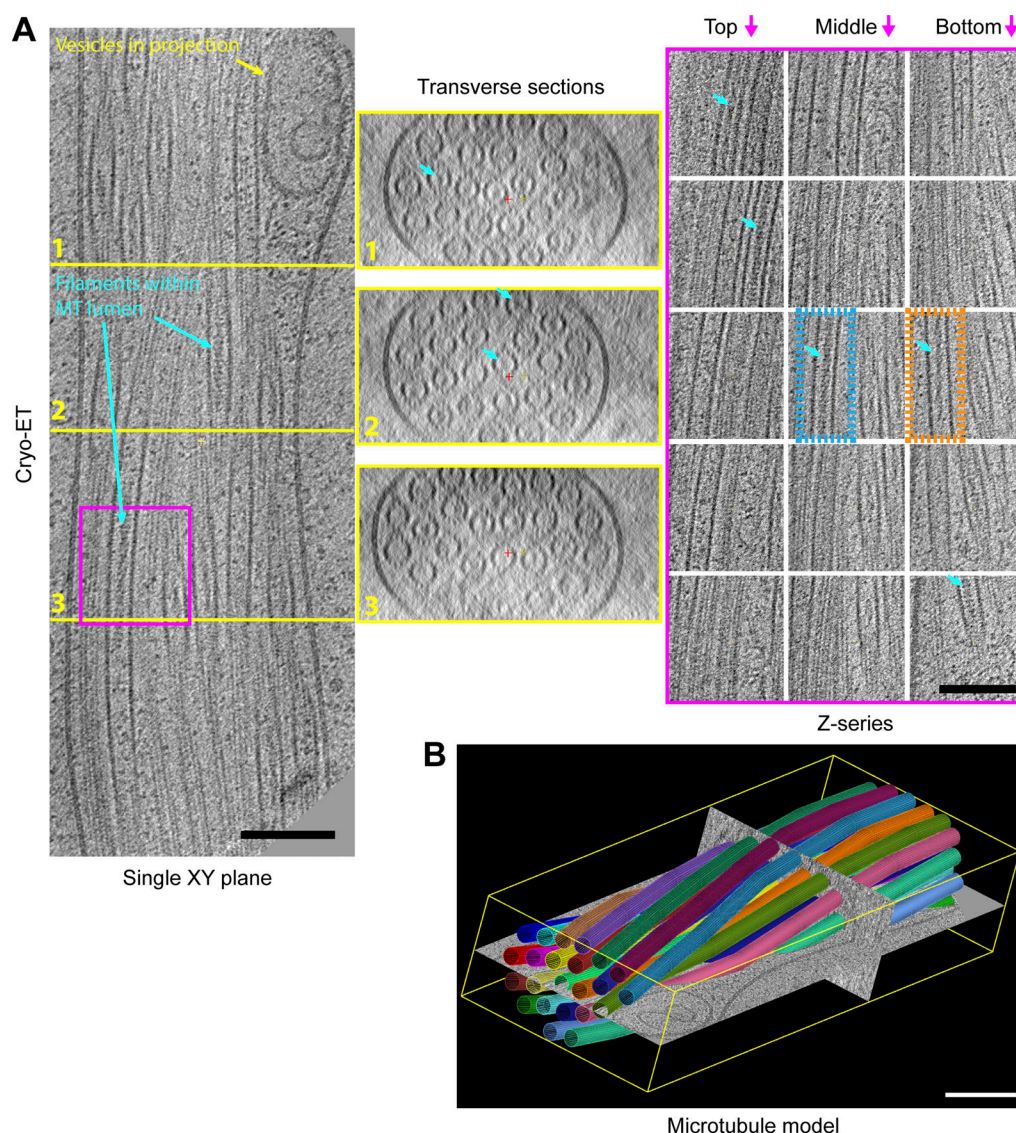 A
Vesicles in projection
1
Filaments within
MT lumen
2
3
Cryo-ET
Single XY plane
Transverse sections
1
2
3
Top
Middle
Bottom
Z-series
B
Microtubule model